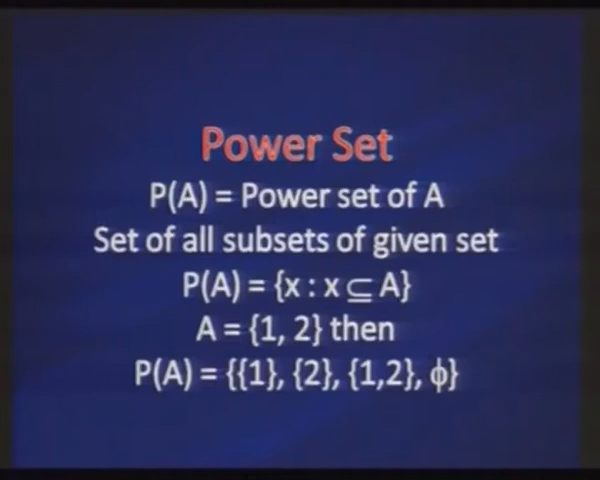 Power Set
P(A) = Power set of A
Set of all subsets of given set
P(A) = {x : x ⊆ A}
A = {1, 2} then
P(A) = {{1}, {2}, {1,2}, ϕ}